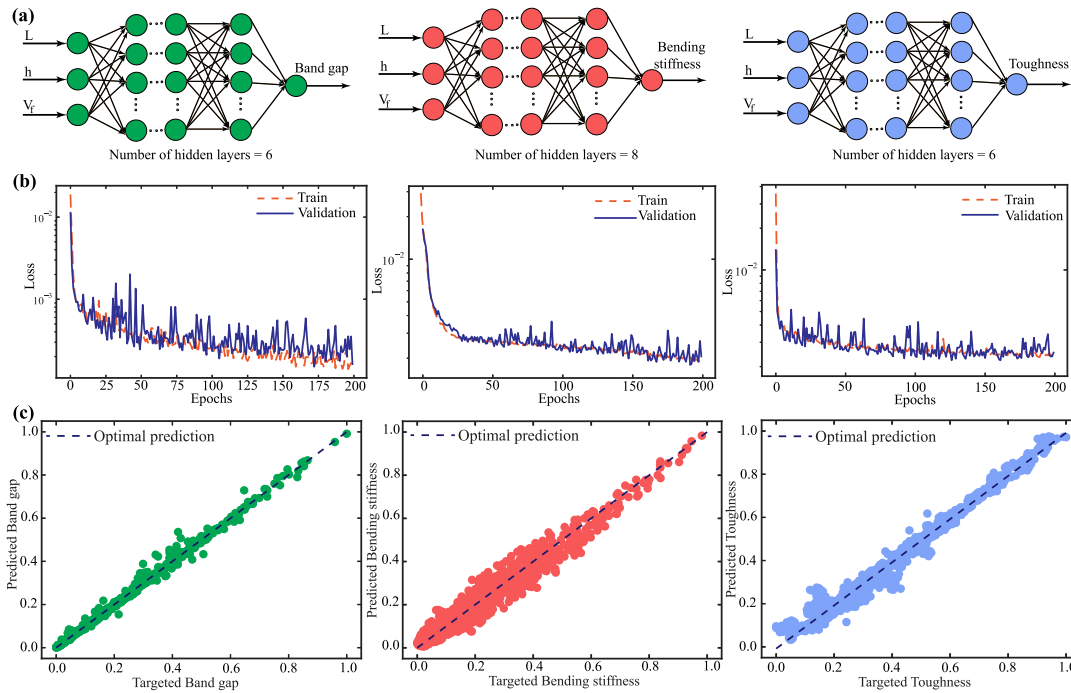 (a)
L
h
V_f
Band gap
Number of hidden layers = 6
L
h
V_f
Bending
stiffness
Number of hidden layers = 8
L
h
V_f
Toughness
Number of hidden layers = 6
(b)
Loss
10^-2
10^-3
Train
Validation
0 25 50 75 100 125 150 175 200
Epochs
Loss
10^-2
Train
Validation
0 50 100 150 200
Epochs
Loss
10^-2
Train
Validation
0 50 100 150 200
Epochs
(c)
Predicted Band gap
Optimal prediction
1.0
0.8
0.6
0.4
0.2
0.0
0.0 0.2 0.4 0.6 0.8 1.0
Targeted Band gap
Predicted Bending stiffness
Optimal prediction
1.0
0.8
0.6
0.4
0.2
0.0
0.0 0.2 0.4 0.6 0.8 1.0
Targeted Bending stiffness
Predicted Toughness
Optimal prediction
1.0
0.8
0.6
0.4
0.2
0.0
0.0 0.2 0.4 0.6 0.8 1.0
Targeted Toughness